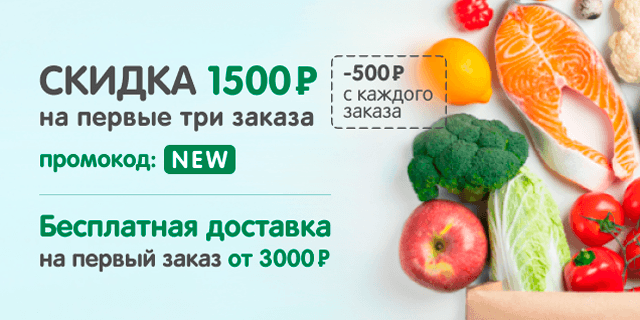 СКИДКА 1500₽
на первые три заказа
-500₽
с каждого
заказа
промокод: NEW
Бесплатная доставка
на первый заказ от 3000₽